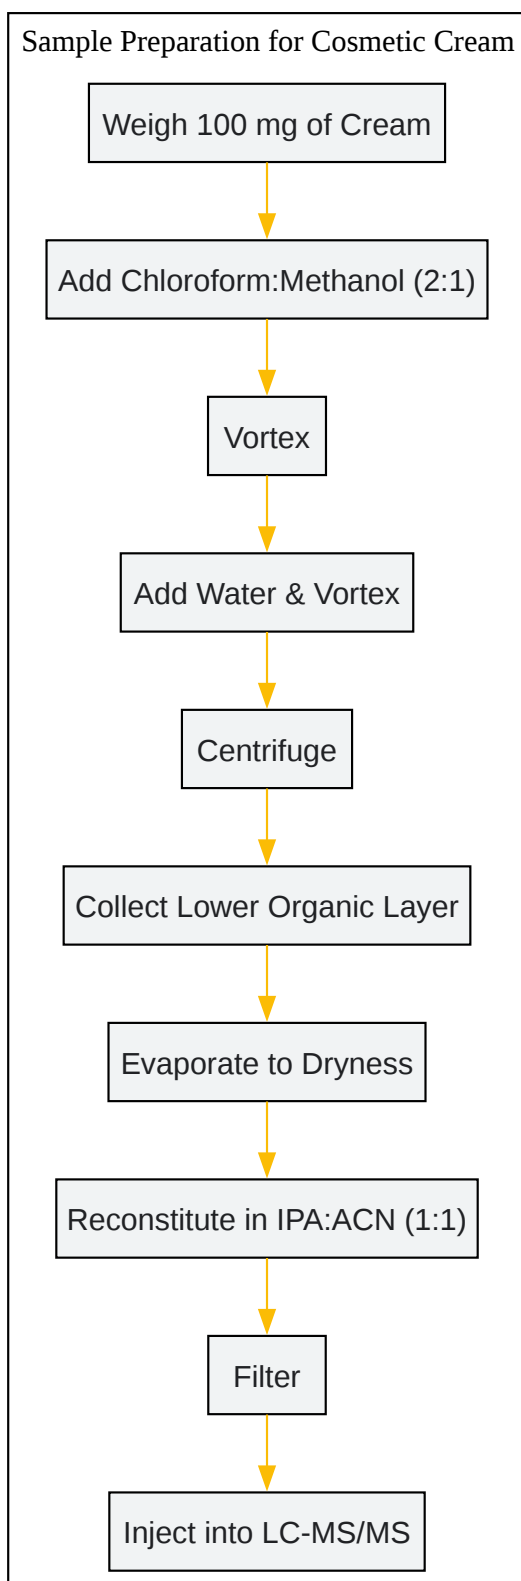 Sample Preparation for Cosmetic Cream
Weigh 100 mg of Cream
Add Chloroform:Methanol (2:1)
Vortex
Add Water & Vortex
Centrifuge
Collect Lower Organic Layer
Evaporate to Dryness
Reconstitute in IPA:ACN (1:1)
Filter
Inject into LC-MS/MS